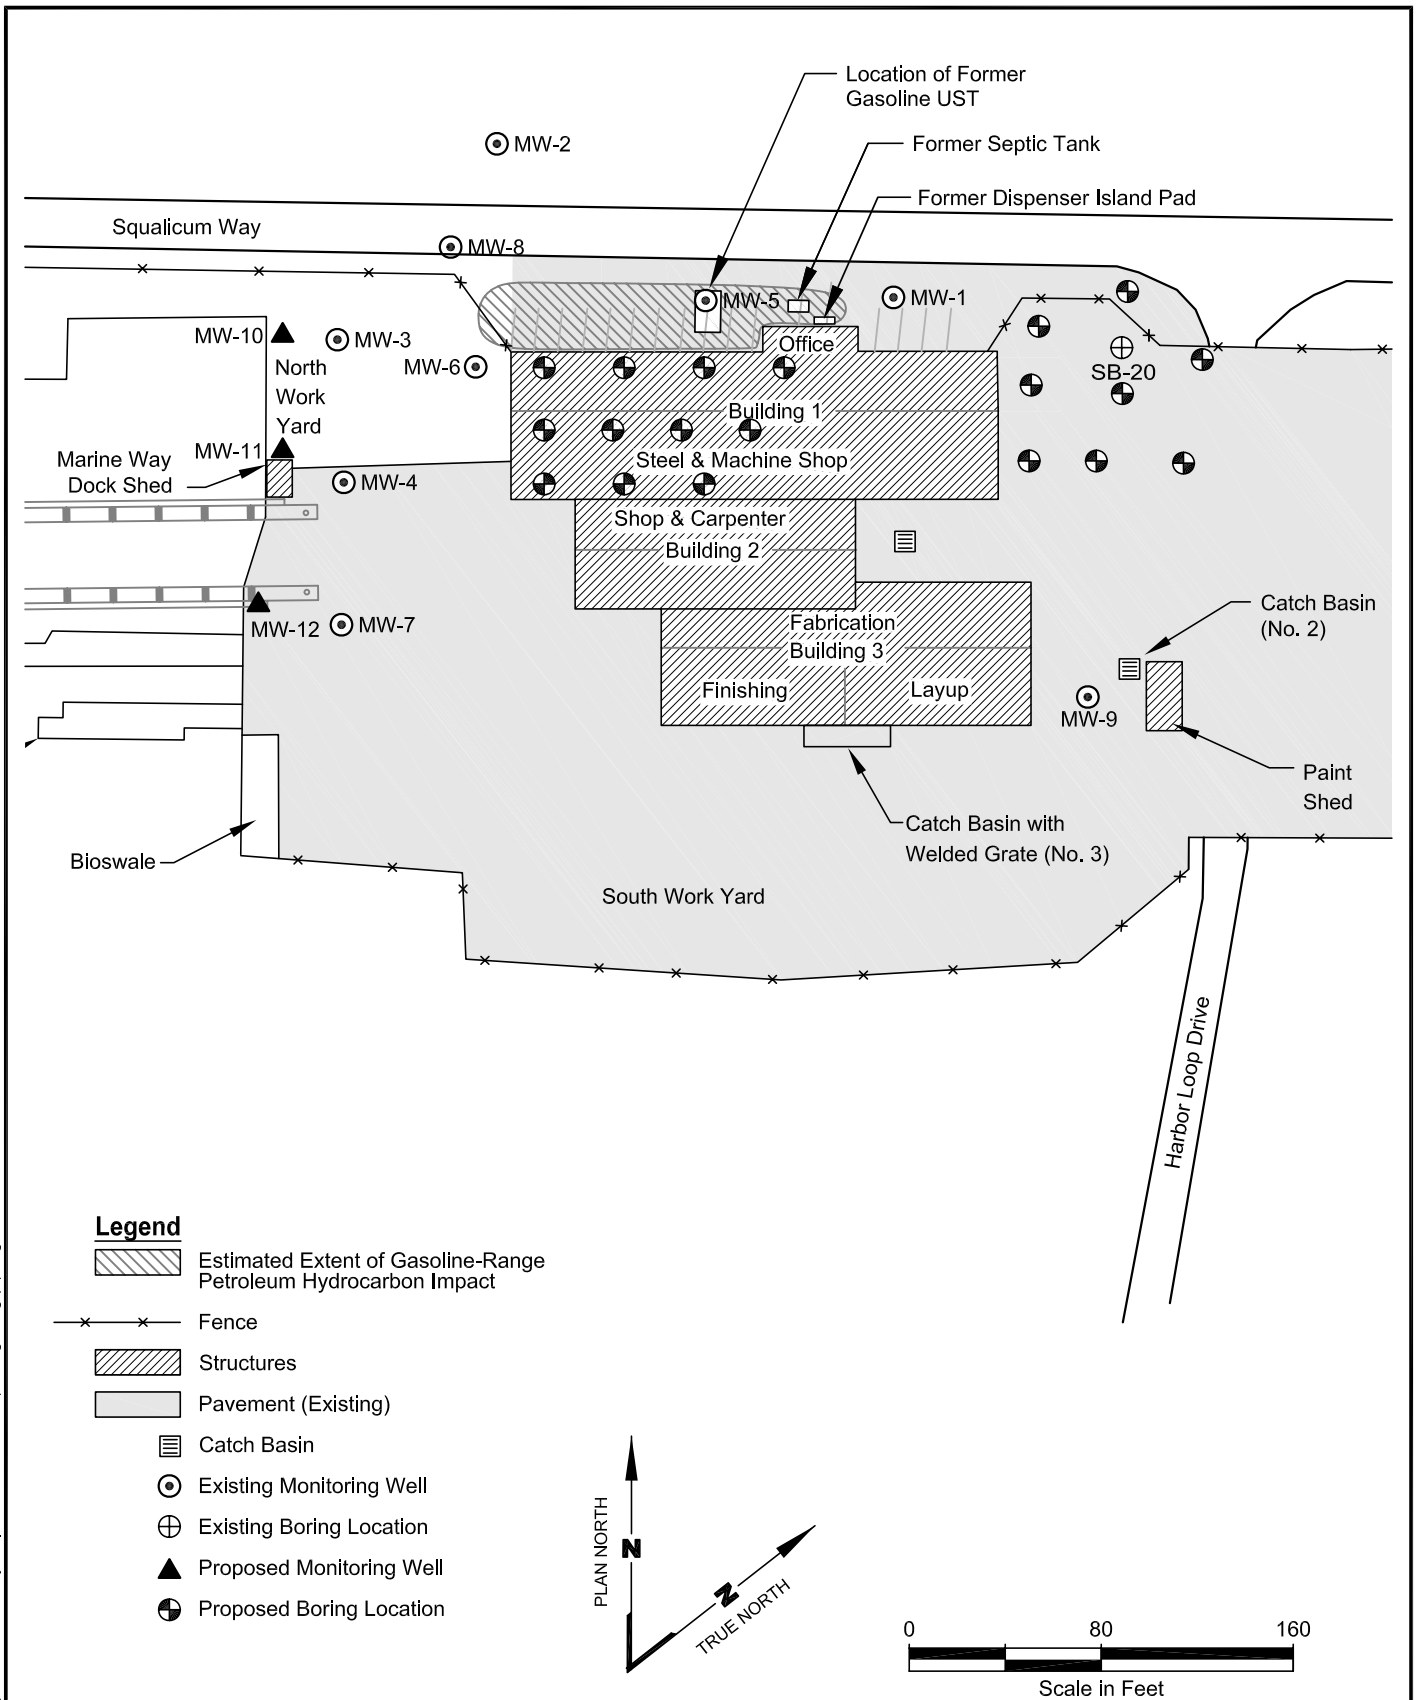 Location of Former
Gasoline UST
MW-2
Former Septic Tank
Former Dispenser Island Pad
Squalicum Way
MW-8
MW-5
MW-1
MW-10
MW-3
Office
MW-6
North
Work
Yard
SB-20
Building 1
MW-11
Marine Way
Dock Shed
Steel & Machine Shop
MW-4
Shop & Carpenter
Building 2
MW-12
MW-7
Fabrication
Building 3
Catch Basin
(No. 2)
Finishing
Layup
MW-9
Paint
Shed
Catch Basin with
Welded Grate (No. 3)
Bioswale
South Work Yard
Harbor Loop Drive
Legend
Estimated Extent of Gasoline-Range
Petroleum Hydrocarbon Impact
Fence
Structures
Pavement (Existing)
Catch Basin
Existing Monitoring Well
Existing Boring Location
Proposed Monitoring Well
Proposed Boring Location
PLAN NORTH
N
N
TRUE NORTH
0 80 160
Scale in Feet